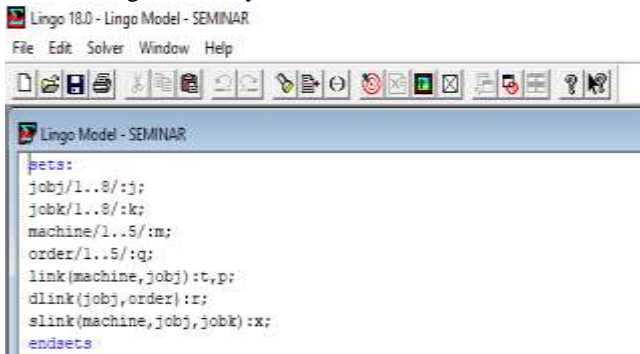 Lingo 18.0 - Lingo Model - SEMINAR
File Edit Solver Window Help
Lingo Model - SEMINAR
sets:
jobj/1..8/:j;
jobk/1..8/:k;
machine/1..5/:m;
order/1..5/:q;
link(machine,jobj):t,p;
dlink(jobj,order):r;
slink(machine,jobj,jobk):x;
endsets